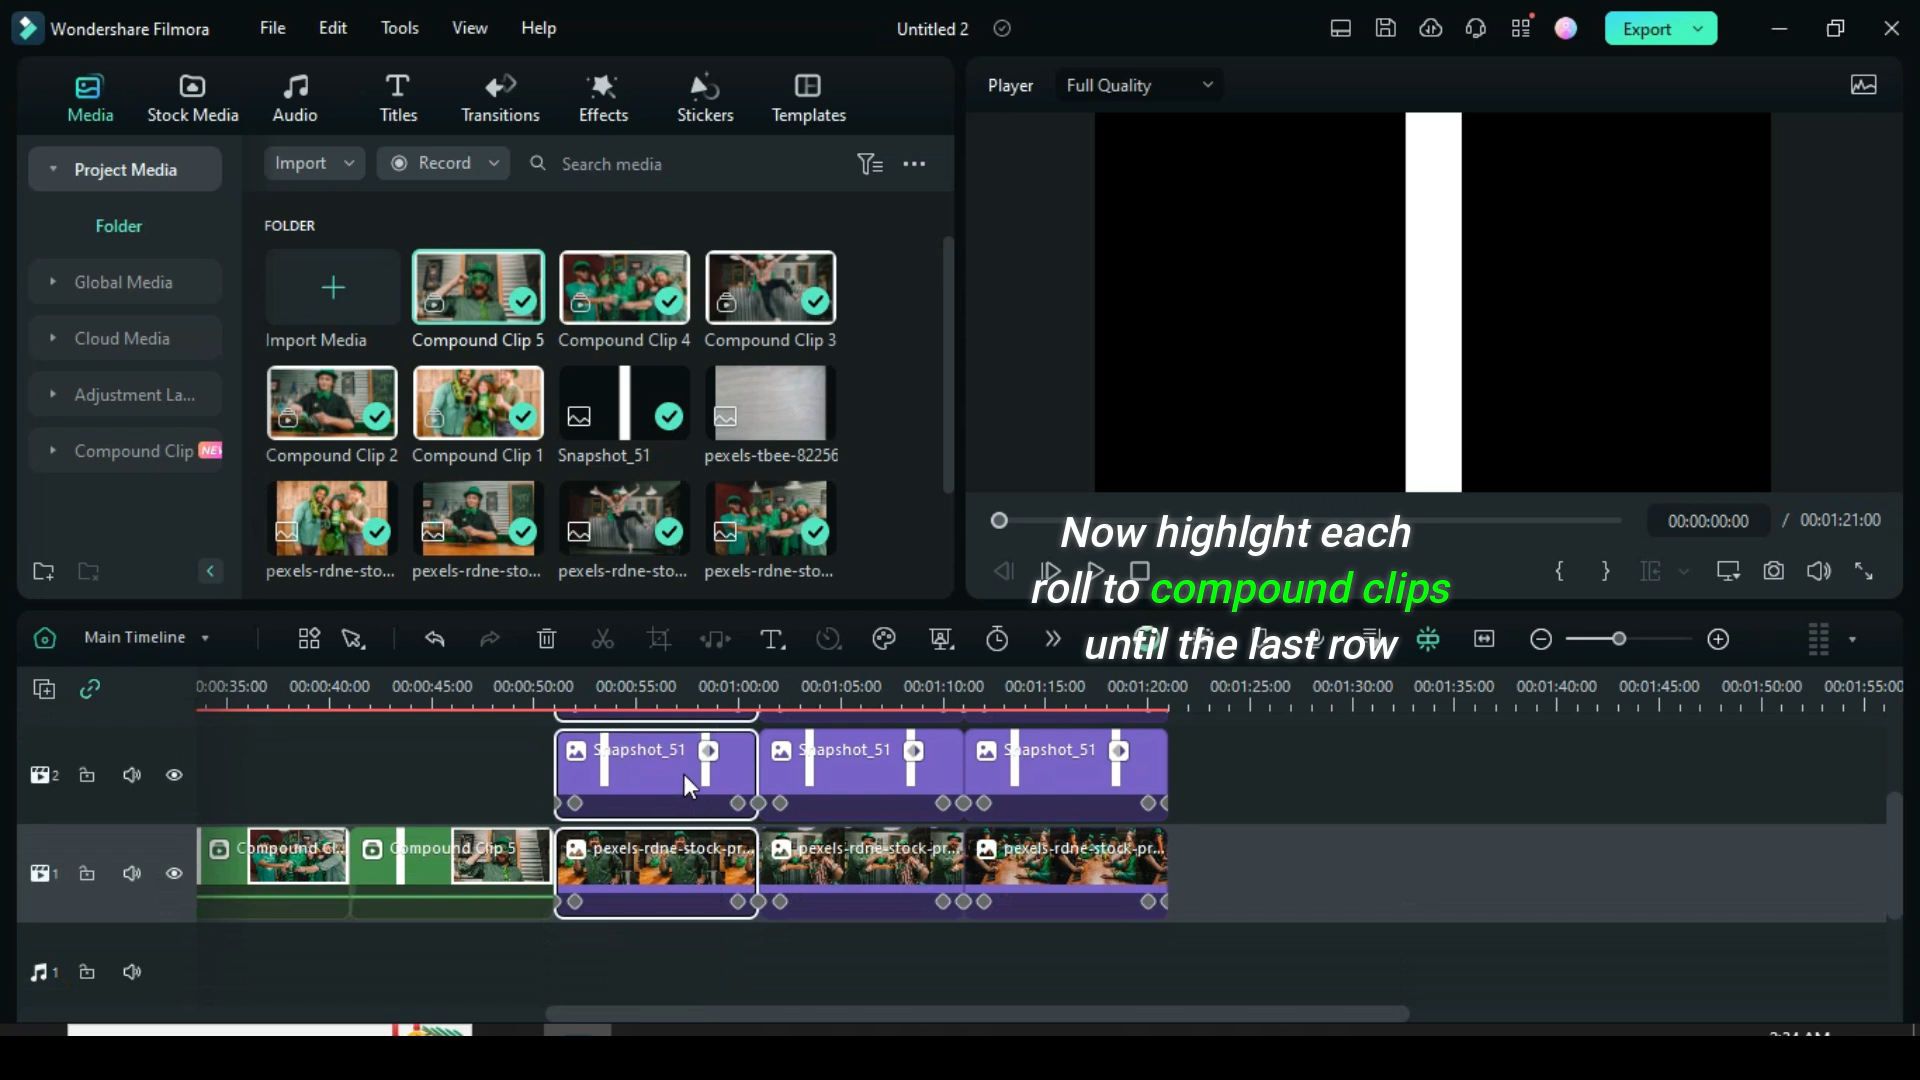 Wondershare Filmora
File
Edit
Tools
View
Help
Untitled 2
Export
Media
Stock Media
Audio
Titles
Transitions
Effects
Stickers
Templates
Player
Full Quality
Project Media
Import
Record
Search media
Folder
Global Media
Cloud Media
Adjustment La...
Compound Clip
FOLDER
Import Media
Compound Clip 5
Compound Clip 4
Compound Clip 3
Compound Clip 2
Compound Clip 1
Snapshot_51
pexels-tbee-82256
pexels-rdne-sto...
pexels-rdne-sto...
pexels-rdne-sto...
pexels-rdne-sto...
00:00:00:00 / 00:01:21:00
Now highlght each
roll to compound clips
until the last row
Main Timeline
0:00:35:00
00:00:40:00
00:00:45:00
00:00:50:00
00:00:55:00
00:01:00:00
00:01:05:00
00:01:10:00
00:01:15:00
00:01:20:00
00:01:25:00
00:01:30:00
00:01:35:00
00:01:40:00
00:01:45:00
00:01:50:00
00:01:55:00
2
Snapshot_51
Snapshot_51
Snapshot_51
1
Compound Cl...
Compound Clip 5
pexels-rdne-stock-pr...
pexels-rdne-stock-pr...
pexels-rdne-stock-pr...
1